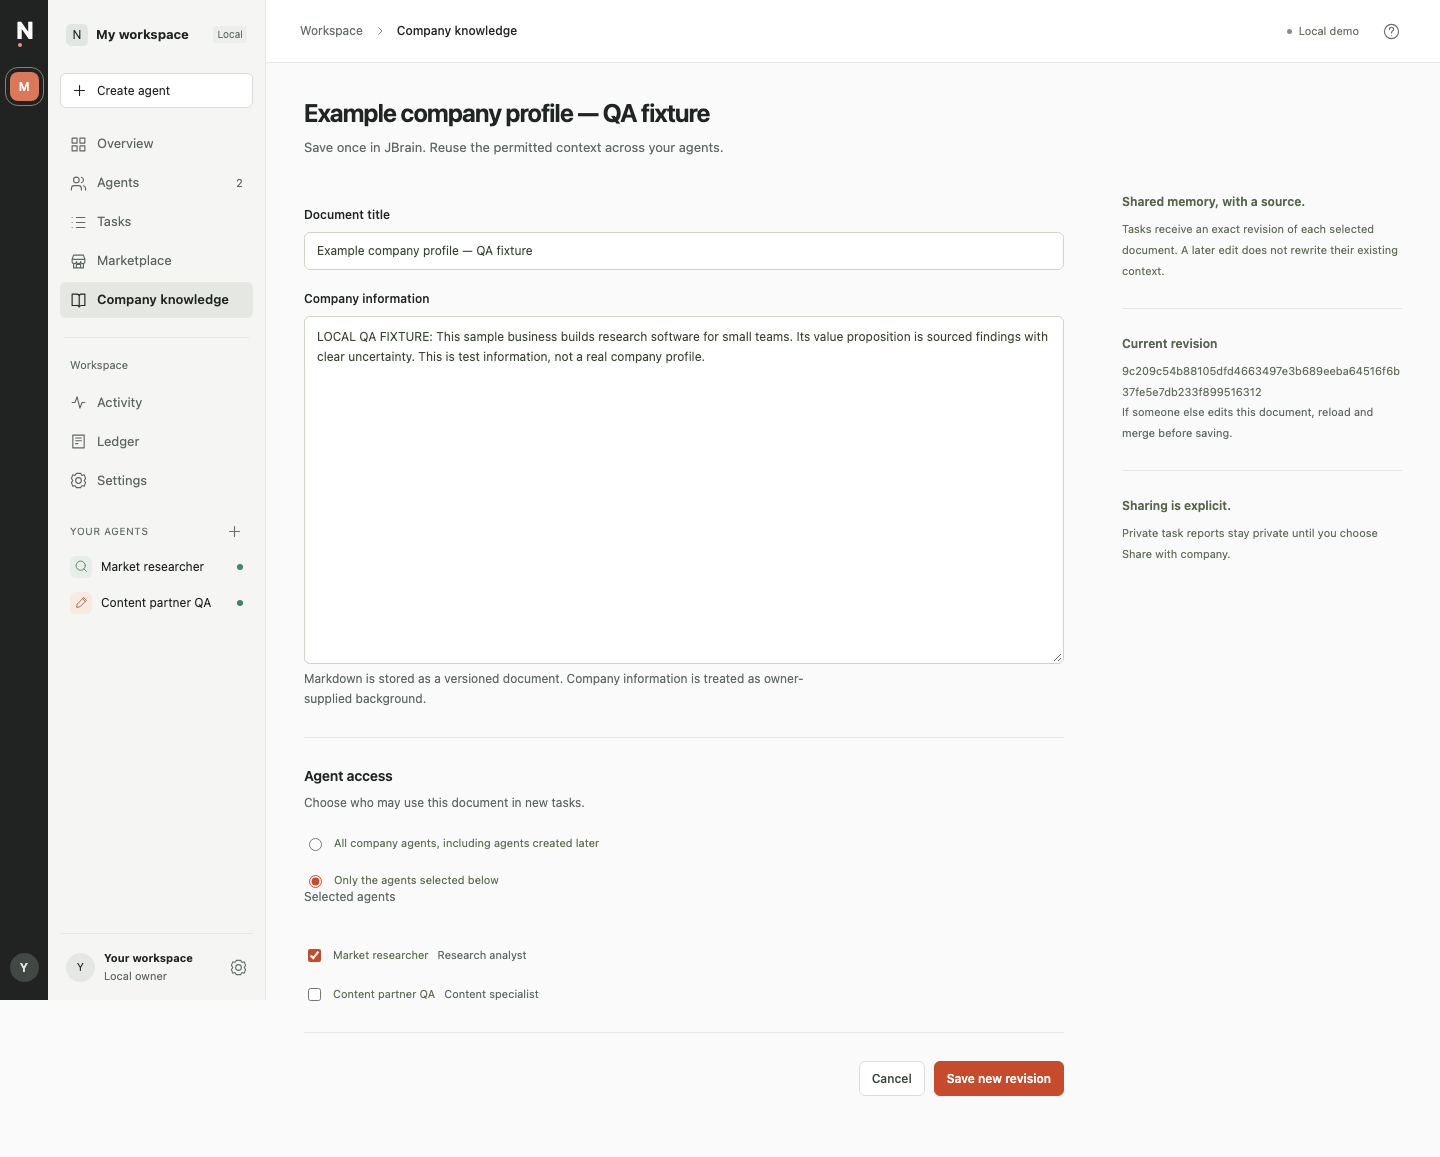 N
M
N My workspace Local
Create agent
Overview
Agents 2
Tasks
Marketplace
Company knowledge
Workspace
Activity
Ledger
Settings
YOUR AGENTS
Market researcher
Content partner QA
Y
Y
Your workspace
Local owner
Workspace
Company knowledge
Local demo
?
Example company profile — QA fixture
Save once in JBrain. Reuse the permitted context across your agents.
Document title
Example company profile — QA fixture
Company information
LOCAL QA FIXTURE: This sample business builds research software for small teams. Its value proposition is sourced findings with
clear uncertainty. This is test information, not a real company profile.
Markdown is stored as a versioned document. Company information is treated as owner-
supplied background.
Agent access
Choose who may use this document in new tasks.
All company agents, including agents created later
Only the agents selected below
Selected agents
Market researcher Research analyst
Content partner QA Content specialist
Cancel
Save new revision
Shared memory, with a source.
Tasks receive an exact revision of each selected
document. A later edit does not rewrite their existing
context.
Current revision
9c209c54b88105dfd4663497e3b689eeba64516f6b
37fe5e7db233f899516312
If someone else edits this document, reload and
merge before saving.
Sharing is explicit.
Private task reports stay private until you choose
Share with company.